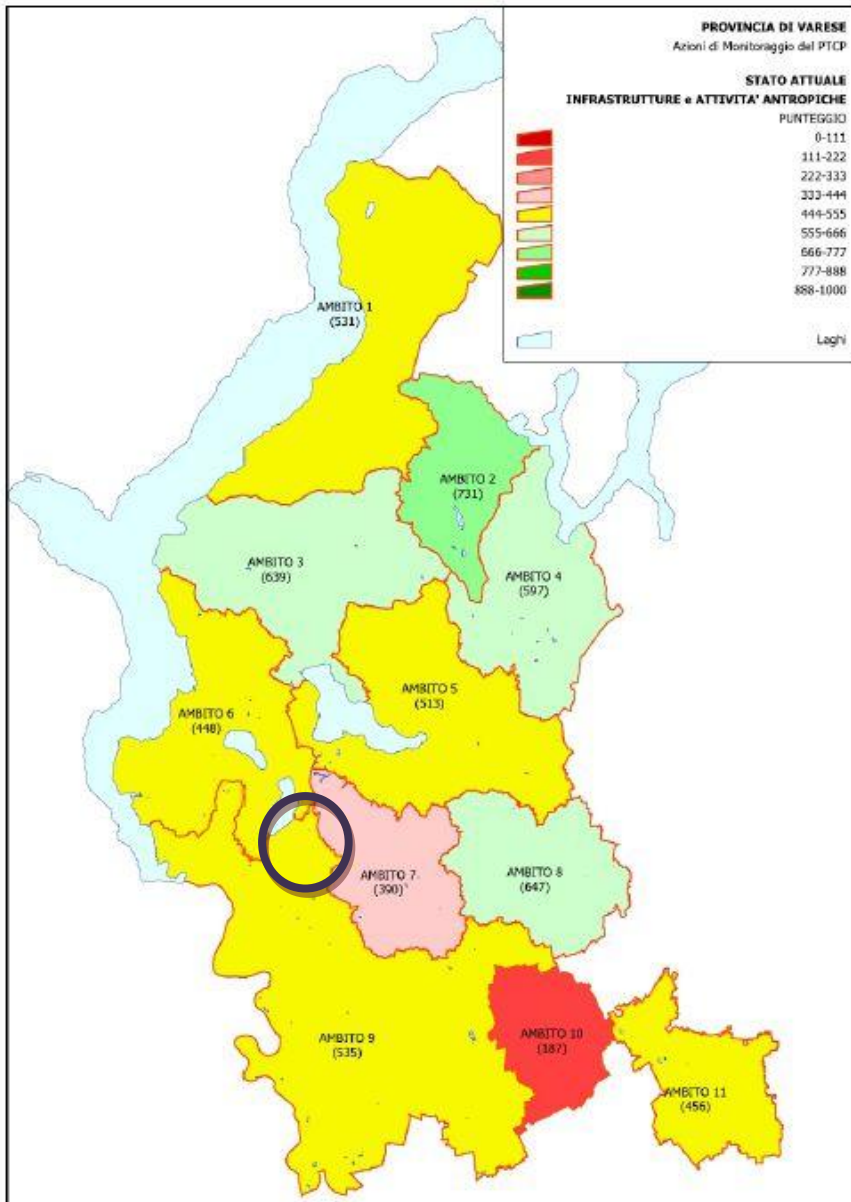 PROVINCIA DI VARESE
Azioni di Monitoraggio del PTCP
STATO ATTUALE
INFRASTRUTTURE e ATTIVITA' ANTROPICHE
PUNTEGGIO
0-111
111-222
222-333
333-444
444-555
555-666
666-777
777-888
888-1000
Laghi
AMBITO 1
(531)
AMBITO 2
(731)
AMBITO 3
(639)
AMBITO 4
(597)
AMBITO 5
(513)
AMBITO 6
(448)
AMBITO 7
(390)
AMBITO 8
(647)
AMBITO 9
(535)
AMBITO 10
(187)
AMBITO 11
(456)